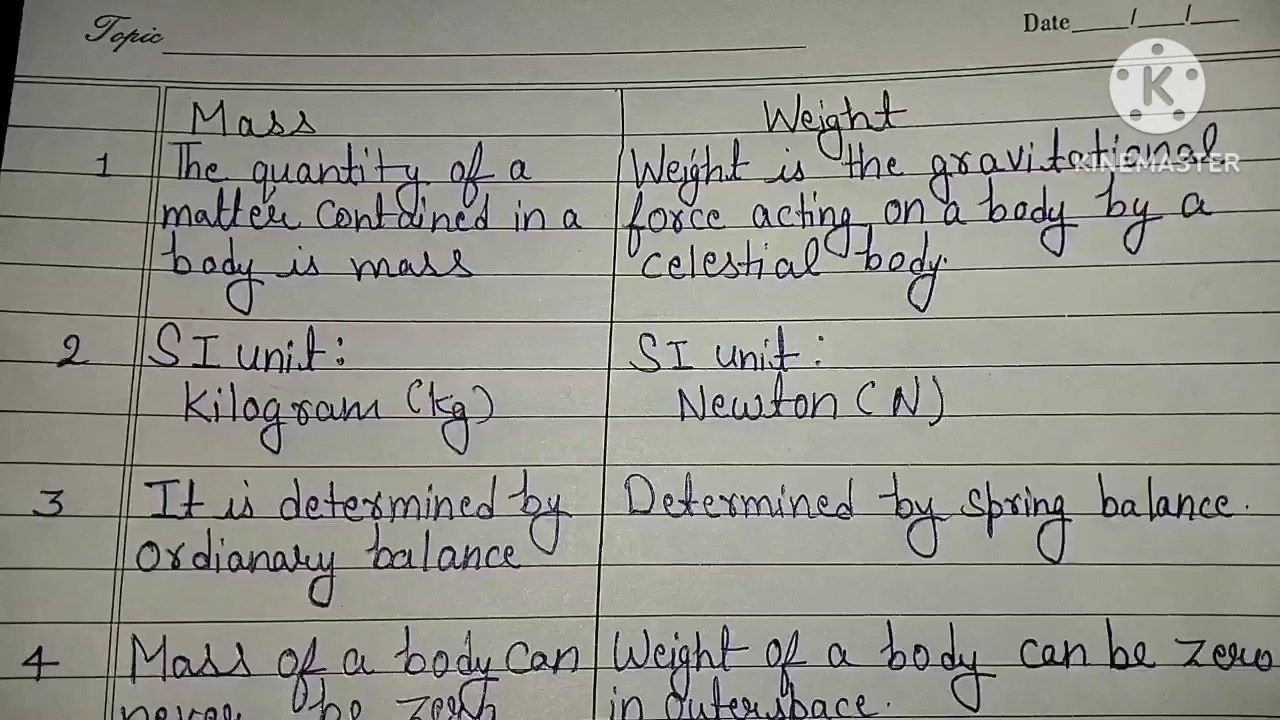 Topic
Date / /
K
KINEMASTER
Mass
Weight
1
The quantity of a
matter contained in a
body is mass
Weight is the gravitational
force acting on a body by a
celestial body.
2
SI unit:
Kilogram (kg)
SI unit:
Newton (N)
3
It is determined by
ordianary balance
Determined by spring balance.
4
Mass of a body can
never be zero
Weight of a body can be zero
in outerspace.